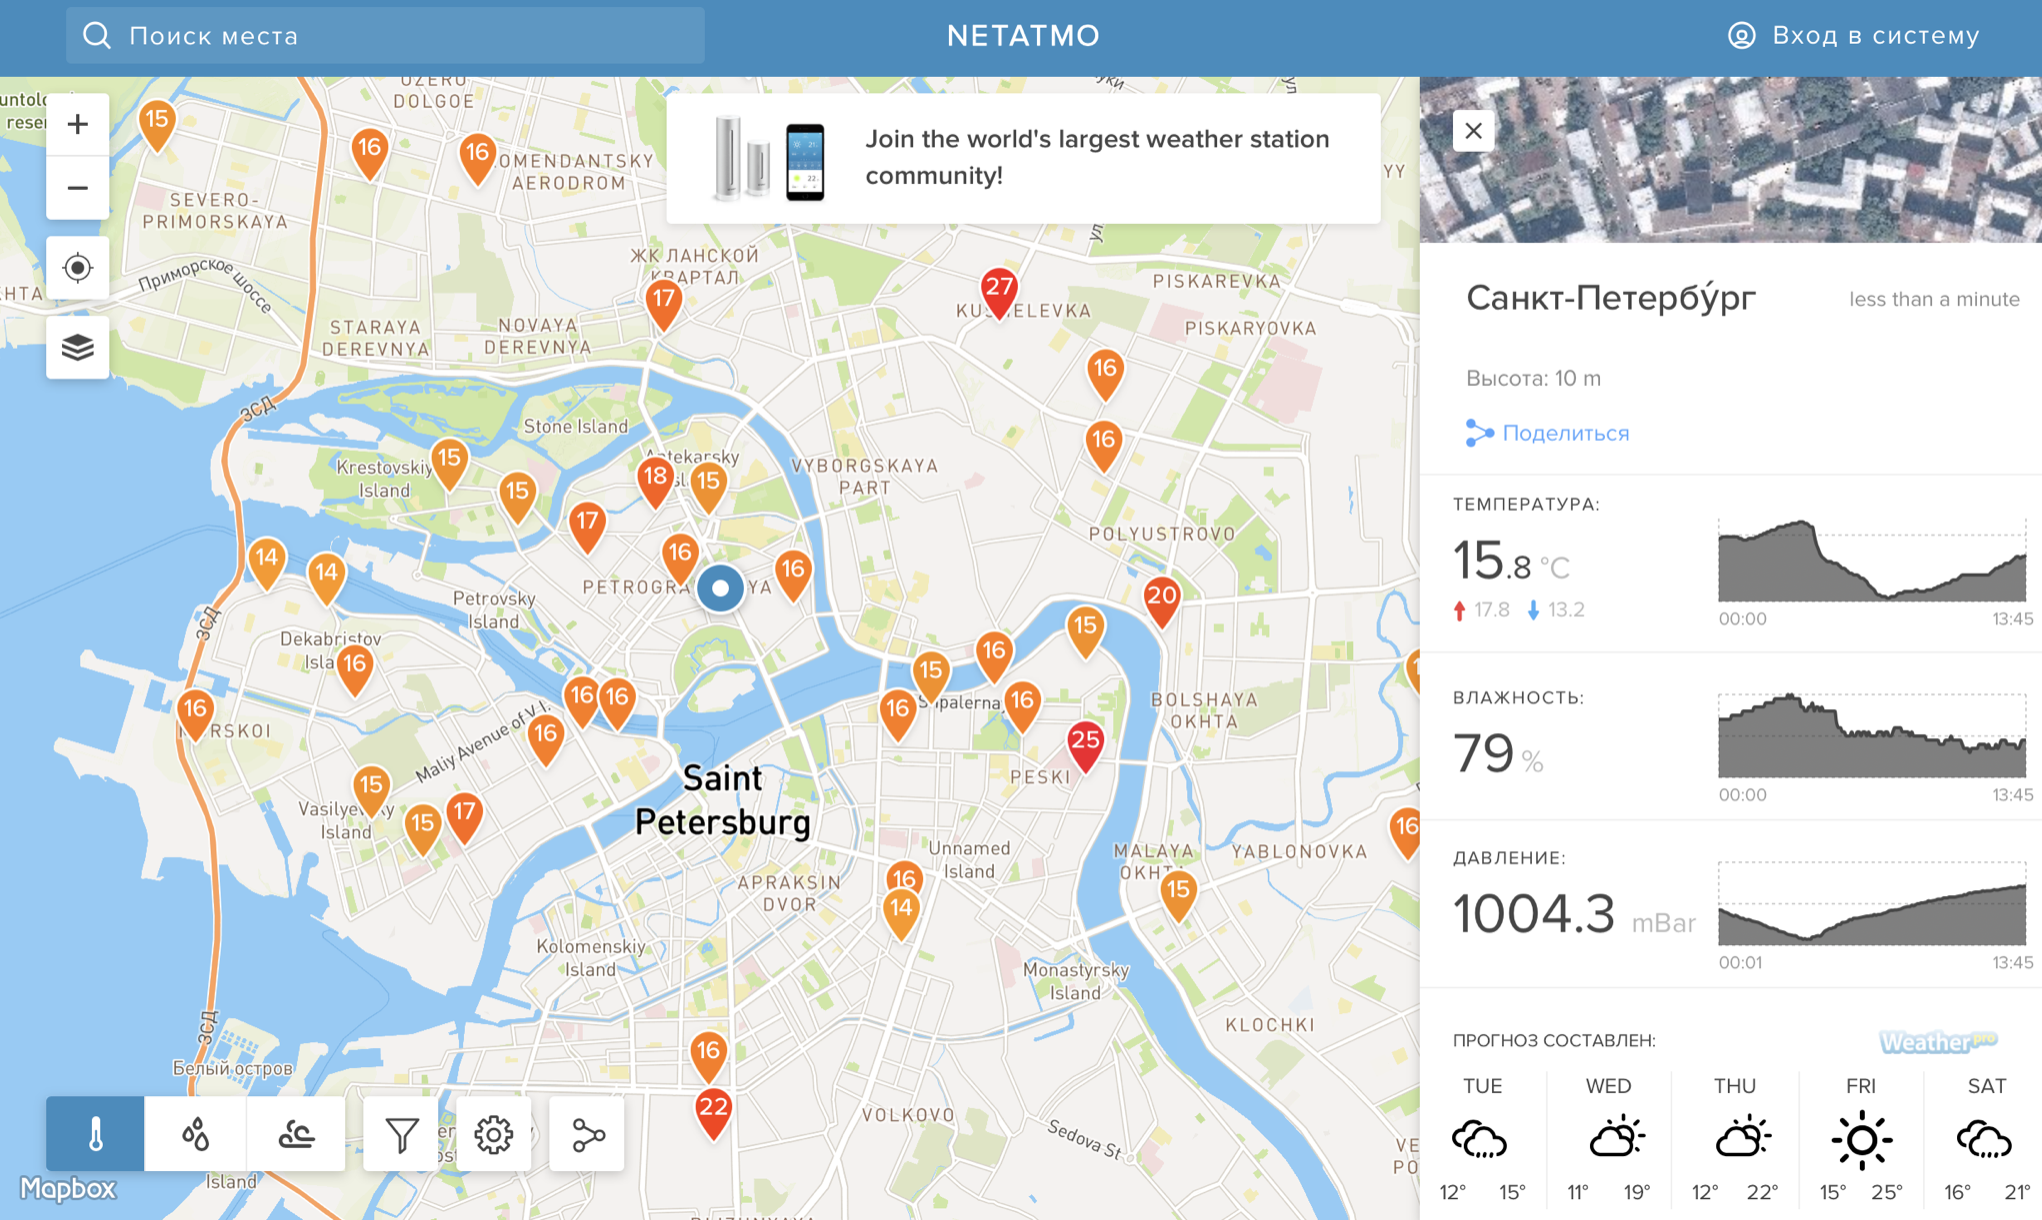 Поиск места
NETATMO
Вход в систему
Join the world's largest weather station
community!
OZERO
DOLGOE
15
16
16
OMENDANTSKY
AERODROM
SEVERO-
PRIMORSKAYA
Приморское шоссе
STARAYA
DEREVNYA
NOVAYA
DEREVNYA
ЖК ЛАНСКОЙ
КВАРТАЛ
17
27
PISKAREVKA
PISKARYOVKA
ЗСД
Stone Island
16
16
Krestovskiy
Island
15
15
18
15
17
VYBORGSKAYA
PART
POLYUSTROVO
14
14
16
16
PETROGRA
YA
Petrovsky
Island
20
15
ЗСД
Dekabristov
16
15
16
16
16
16
16
16
16
BOLSHAYA
OKHTA
Maliy Avenue of V.I.
25
PESKI
Saint
Petersburg
15
15
17
Island
16
Unnamed
Island
MALAYA
YABLONOVKA
APRAKSIN
DVOR
16
14
15
Kolomenskiy
Island
Monastyrsky
Island
KLOCHKI
ЗСД
Белый остров
16
22
VOLKOVO
Sedova St
Island
Mapbox
Санкт-Петербу́рг
less than a minute
Высота: 10 m
Поделиться
ТЕМПЕРАТУРА:
15.8 °C
17.8 13.2
00:00 13:45
ВЛАЖНОСТЬ:
79 %
00:00 13:45
ДАВЛЕНИЕ:
1004.3 mBar
00:01 13:45
ПРОГНОЗ СОСТАВЛЕН:
Weatherpro
TUE WED THU FRI SAT
12° 15° 11° 19° 12° 22° 15° 25° 16° 21°